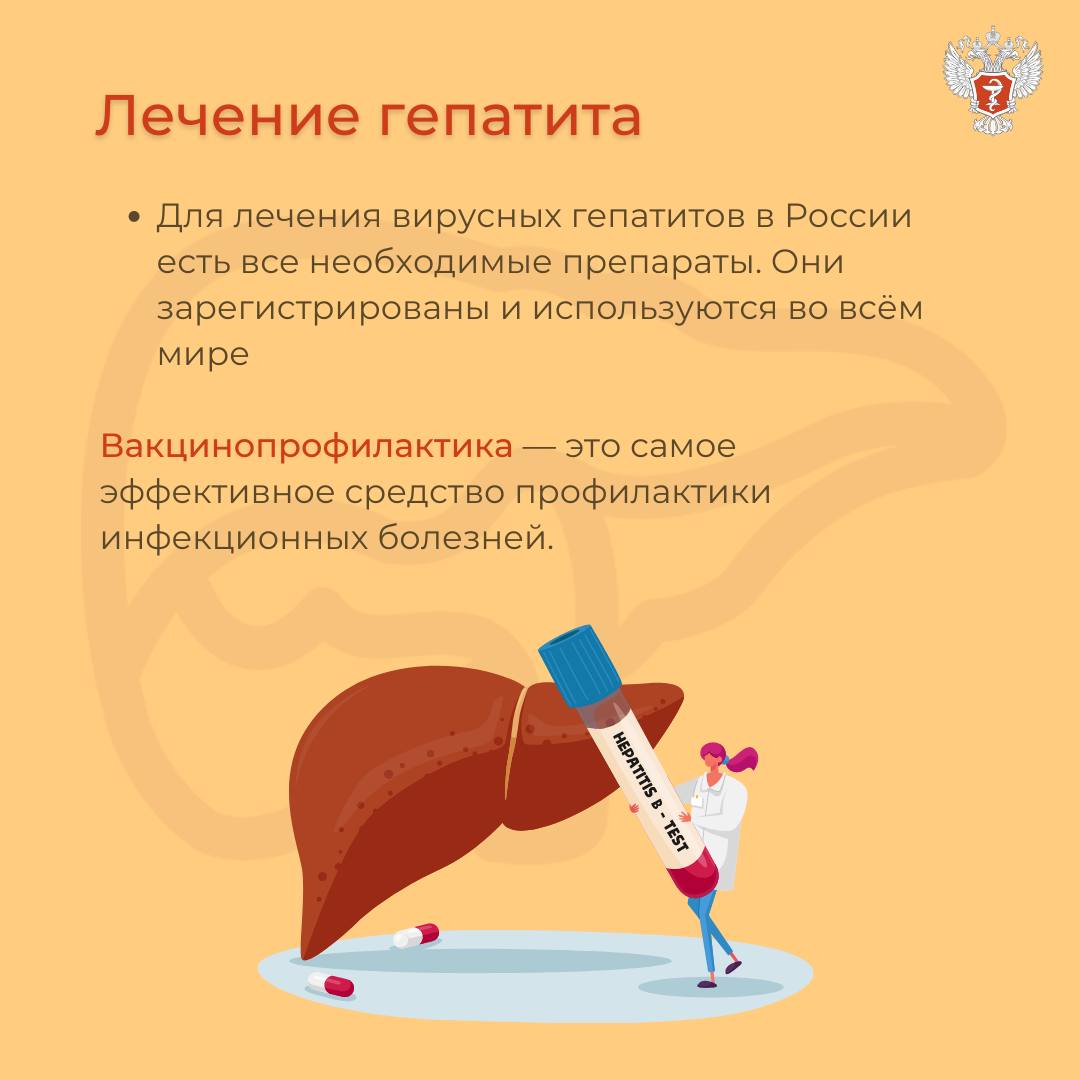 Лечение гепатита
• Для лечения вирусных гепатитов в России
есть все необходимые препараты. Они
зарегистрированы и используются во всём
мире
Вакцинопрофилактика — это самое
эффективное средство профилактики
инфекционных болезней.
HEPATITIS B - TEST